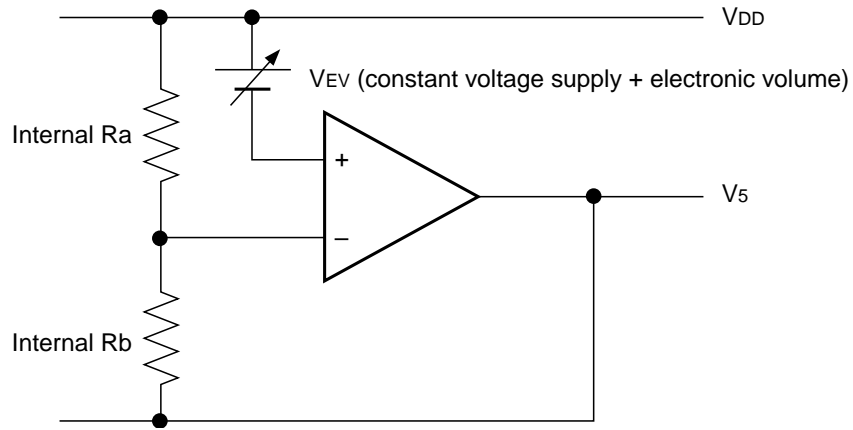 VDD
VEV (constant voltage supply + electronic volume)
Internal Ra
+
V5
–
Internal Rb